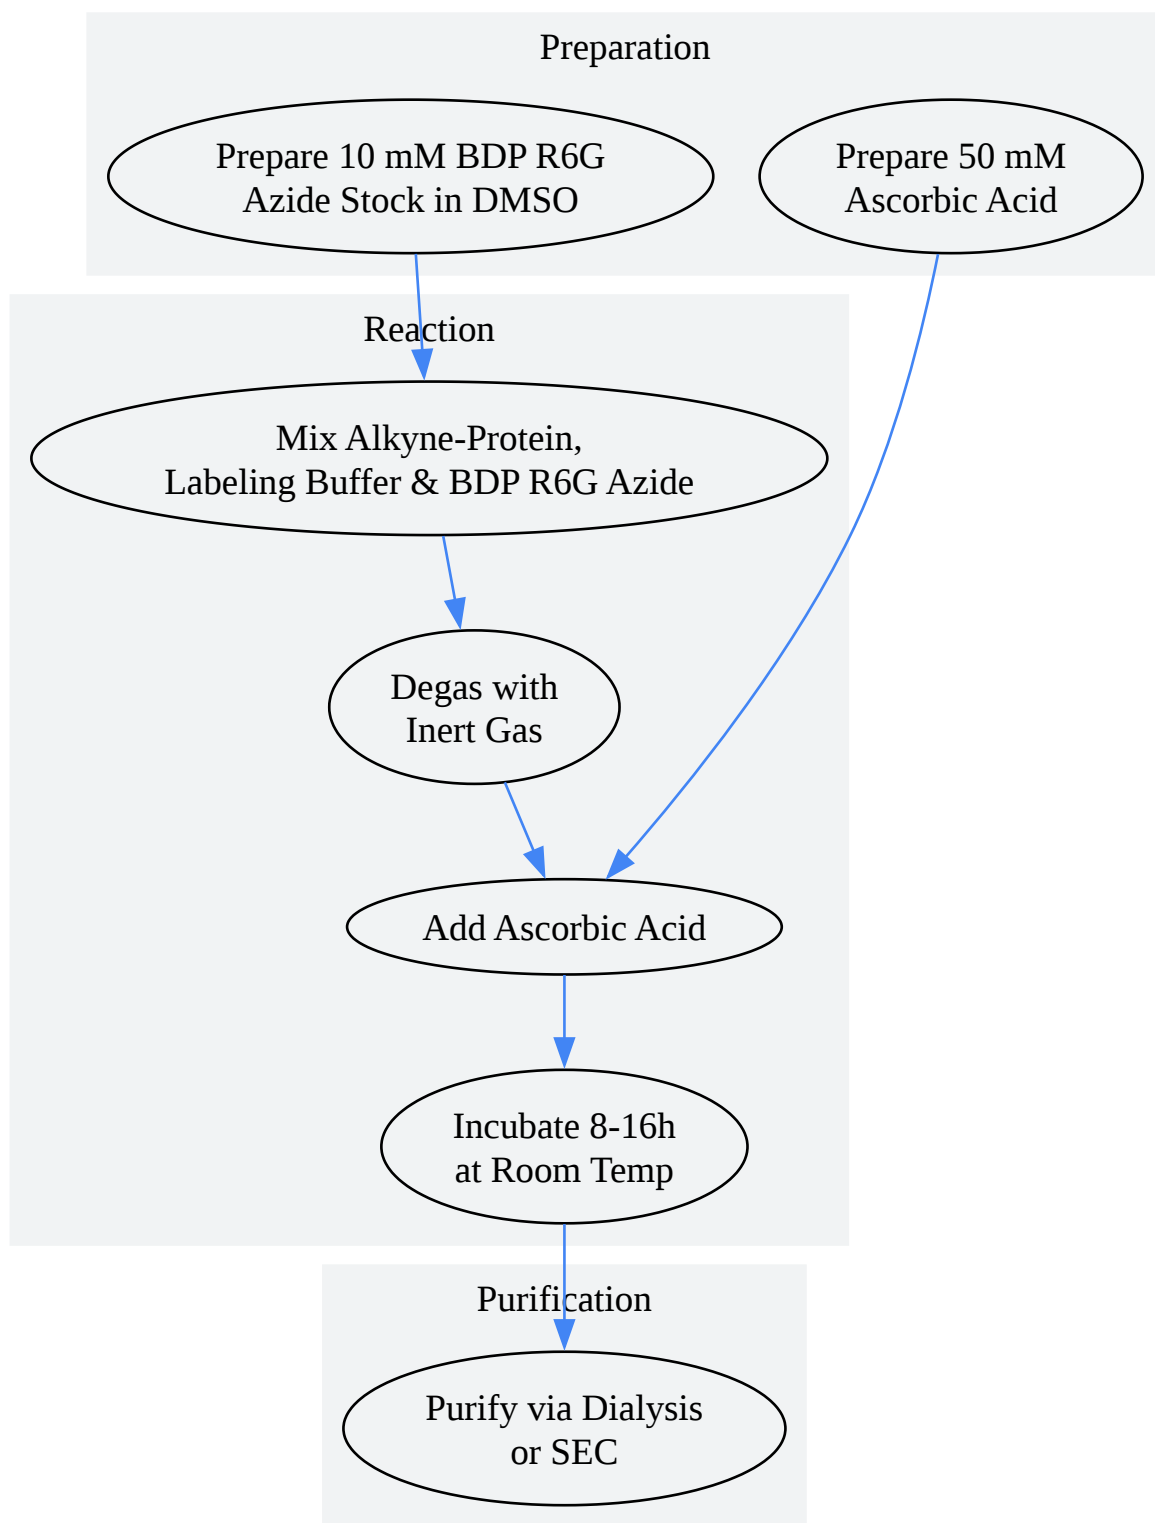 Preparation
Prepare 10 mM BDP R6G
Azide Stock in DMSO
Prepare 50 mM
Ascorbic Acid
Reaction
Mix Alkyne-Protein,
Labeling Buffer & BDP R6G Azide
Degas with
Inert Gas
Add Ascorbic Acid
Incubate 8-16h
at Room Temp
Purification
Purify via Dialysis
or SEC